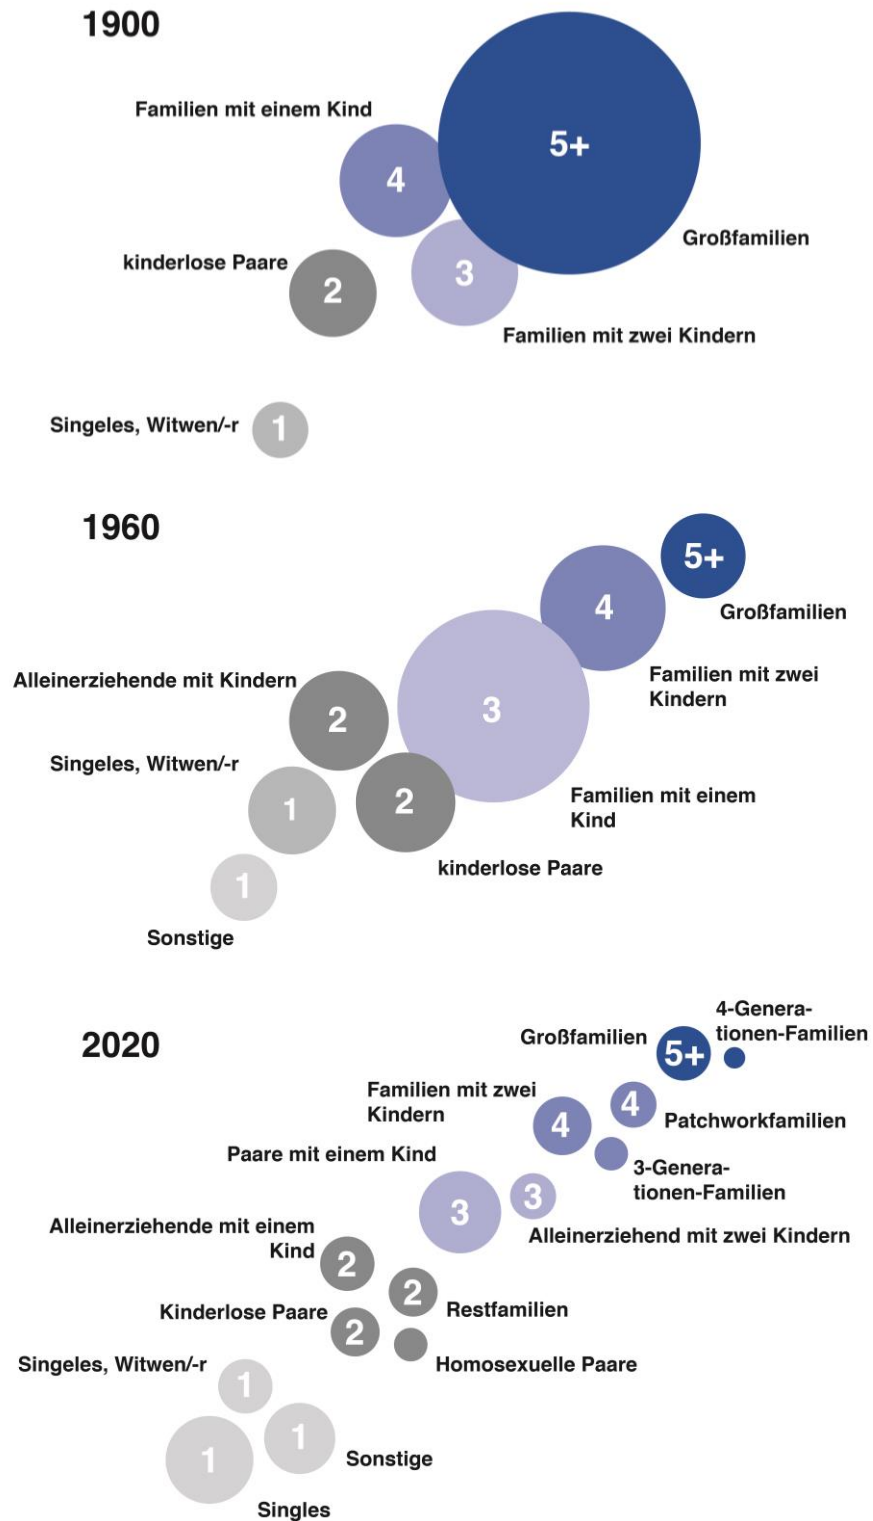 1900
Familien mit einem Kind
5+
4
Großfamilien
kinderlose Paare
3
2
Familien mit zwei Kindern
Singeles, Witwen/-r
1
1960
5+
4
Großfamilien
Familien mit zwei
Kindern
Alleinerziehende mit Kindern
3
2
Singeles, Witwen/-r
Familien mit einem
Kind
2
1
kinderlose Paare
1
Sonstige
2020
4-Genera-
tionen-Familien
Großfamilien
5+
Familien mit zwei
Kindern
4
4
Patchworkfamilien
Paare mit einem Kind
3-Genera-
tionen-Familien
3
3
Alleinerziehend mit zwei Kindern
Alleinerziehende mit einem
Kind
2
2
Restfamilien
Kinderlose Paare
2
Homosexuelle Paare
Singeles, Witwen/-r
1
1
Sonstige
1
Singles